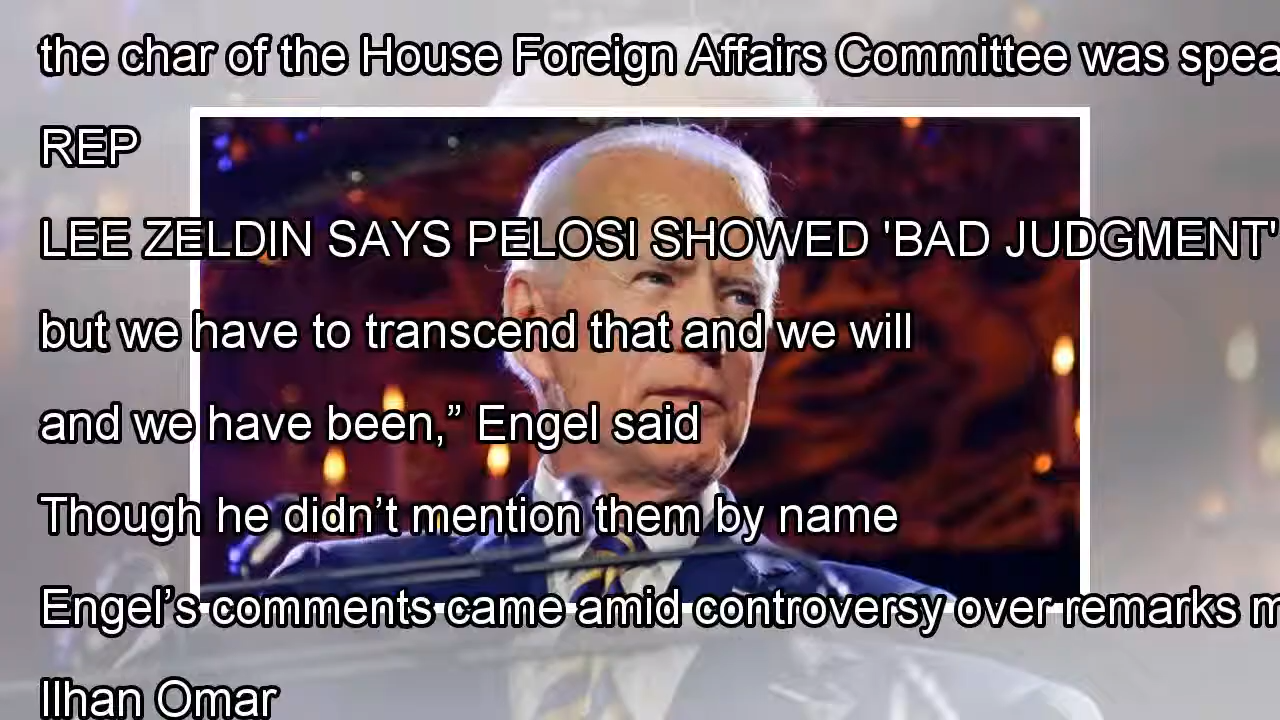 the char of the House Foreign Affairs Committee was spea
REP
LEE ZELDIN SAYS PELOSI SHOWED 'BAD JUDGMENT'
but we have to transcend that and we will
and we have been,” Engel said
Though he didn’t mention them by name
Engel’s comments came amid controversy over remarks m
Ilhan Omar